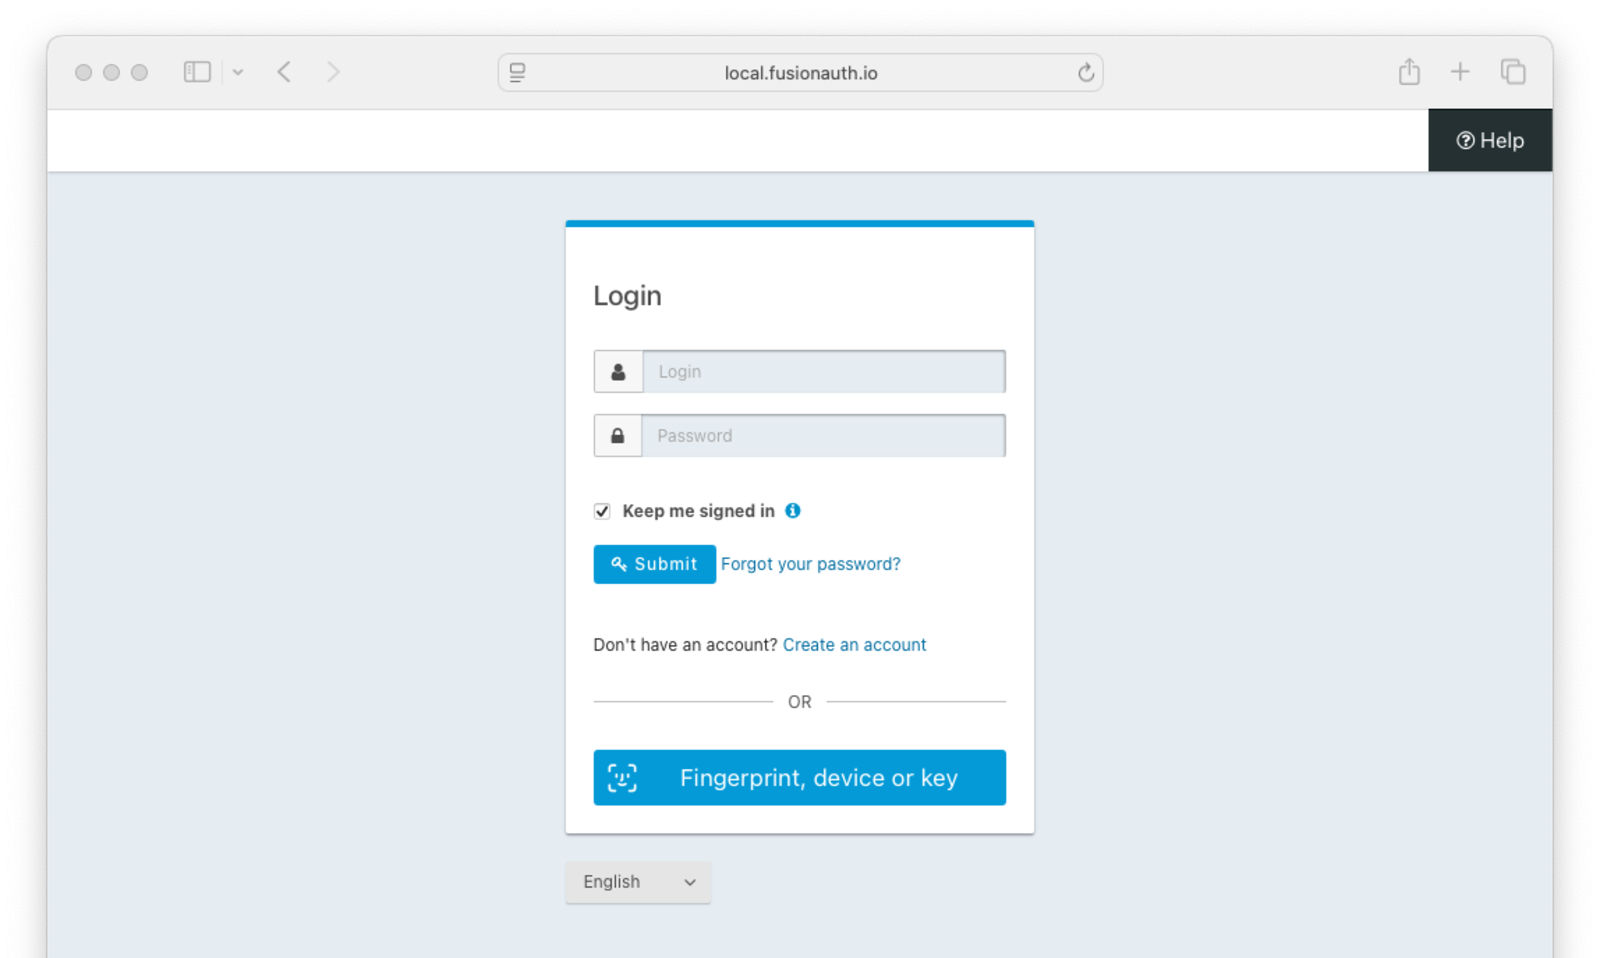 local.fusionauth.io
Help
Login
Login
Password
Keep me signed in
Submit Forgot your password?
Don't have an account? Create an account
OR
Fingerprint, device or key
English